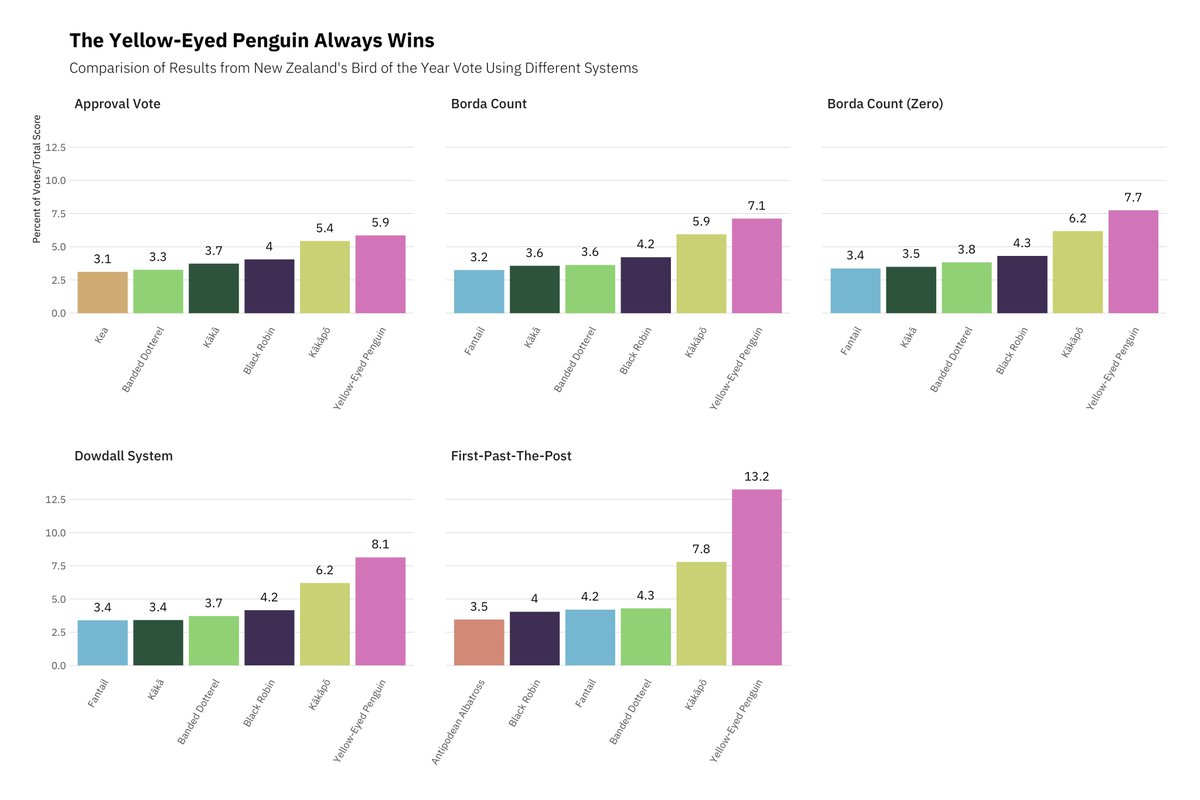 The Yellow-Eyed Penguin Always Wins
Comparision of Results from New Zealand's Bird of the Year Vote Using Different Systems
Approval Vote
Borda Count
Borda Count (Zero)
Percent of Votes/Total Score
12.5
10.0
7.5
5.0
2.5
0.0
3.1
3.3
3.7
4
5.4
5.9
3.2
3.6
3.6
4.2
5.9
7.1
3.4
3.5
3.8
4.3
6.2
7.7
Kea
Banded Dotterel
Kākā
Black Robin
Kākāpō
Yellow-Eyed Penguin
Fantail
Kākā
Banded Dotterel
Black Robin
Kākāpō
Yellow-Eyed Penguin
Fantail
Kākā
Banded Dotterel
Black Robin
Kākāpō
Yellow-Eyed Penguin
Dowdall System
First-Past-The-Post
12.5
10.0
7.5
5.0
2.5
0.0
3.4
3.4
3.7
4.2
6.2
8.1
3.5
4
4.2
4.3
7.8
13.2
Fantail
Kākā
Banded Dotterel
Black Robin
Kākāpō
Yellow-Eyed Penguin
Antipodean Albatross
Black Robin
Fantail
Banded Dotterel
Kākāpō
Yellow-Eyed Penguin